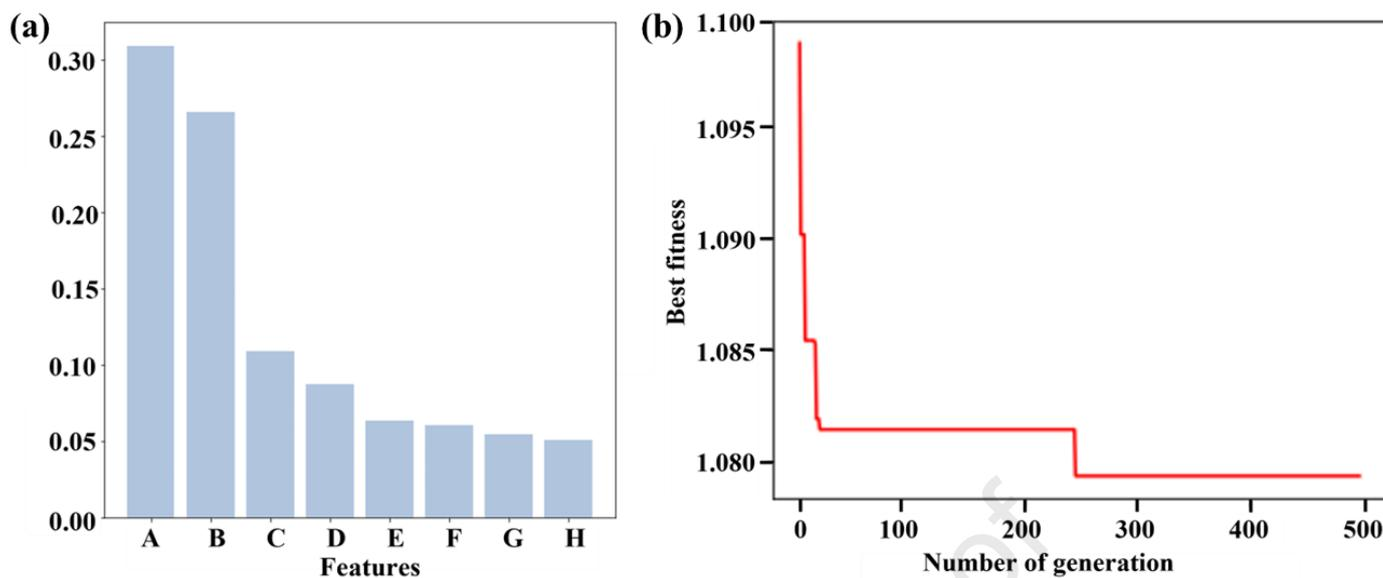 (a)
0.30
0.25
0.20
0.15
0.10
0.05
0.00
A B C D E F G H
Features
(b)
1.100
1.095
1.090
1.085
1.080
Best fitness
0 100 200 300 400 500
Number of generation
of